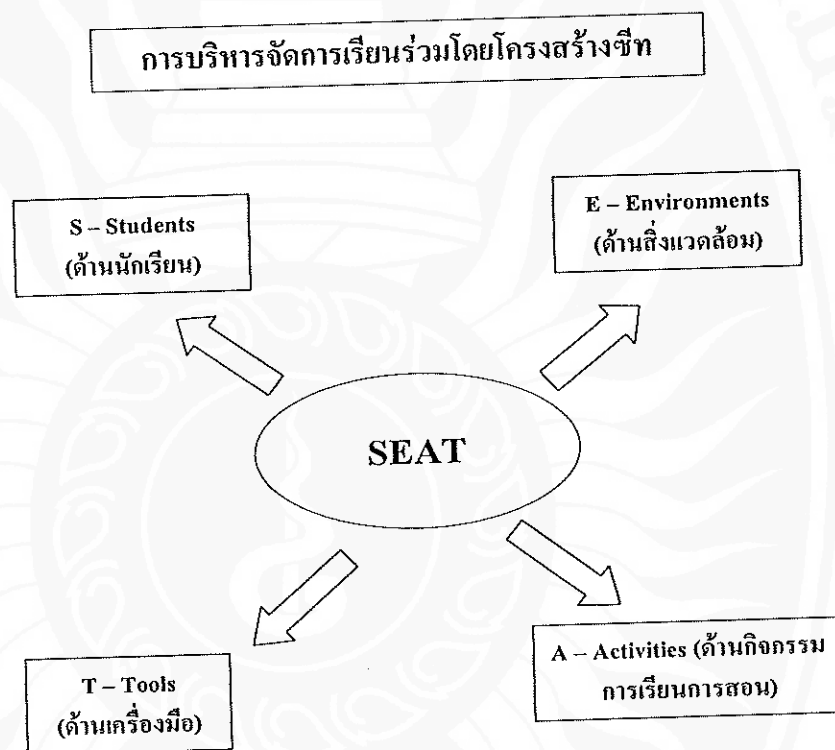 การบริหารจัดการเรียนร่วมโดยโครงสร้างซีท
S – Students
(ด้านนักเรียน)
E – Environments
(ด้านสิ่งแวดล้อม)
SEAT
T – Tools
(ด้านเครื่องมือ)
A – Activities (ด้านกิจกรรม
การเรียนการสอน)